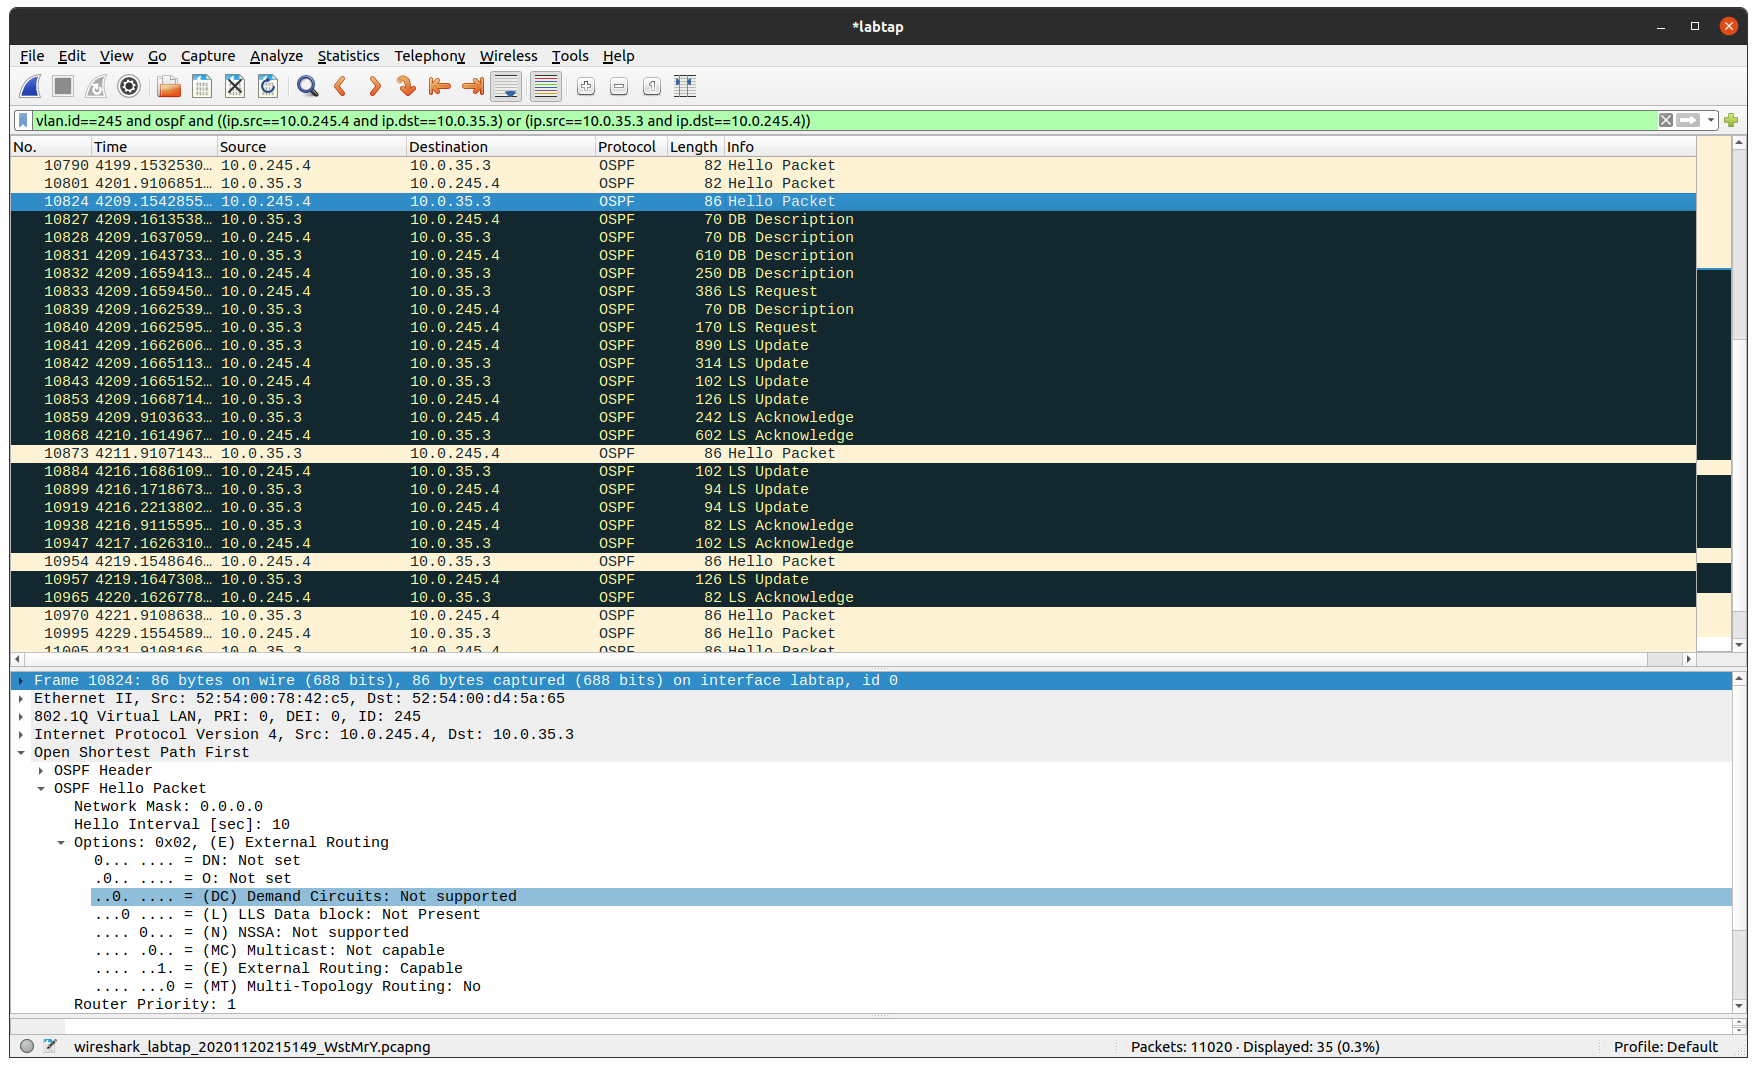 *labtap
File Edit View Go Capture Analyze Statistics Telephony Wireless Tools Help
vlan.id==245 and ospf and ((ip.src==10.0.245.4 and ip.dst==10.0.35.3) or (ip.src==10.0.35.3 and ip.dst==10.0.245.4))
No. Time Source Destination Protocol Length Info
10790 4199.1532530… 10.0.245.4 10.0.35.3 OSPF 82 Hello Packet
10801 4201.9106851… 10.0.35.3 10.0.245.4 OSPF 82 Hello Packet
10824 4209.1542855… 10.0.245.4 10.0.35.3 OSPF 86 Hello Packet
10827 4209.1613538… 10.0.35.3 10.0.245.4 OSPF 70 DB Description
10828 4209.1637059… 10.0.245.4 10.0.35.3 OSPF 70 DB Description
10831 4209.1643733… 10.0.35.3 10.0.245.4 OSPF 610 DB Description
10832 4209.1659413… 10.0.245.4 10.0.35.3 OSPF 250 DB Description
10833 4209.1659450… 10.0.245.4 10.0.35.3 OSPF 386 LS Request
10839 4209.1662539… 10.0.35.3 10.0.245.4 OSPF 70 DB Description
10840 4209.1662595… 10.0.35.3 10.0.245.4 OSPF 170 LS Request
10841 4209.1662606… 10.0.35.3 10.0.245.4 OSPF 890 LS Update
10842 4209.1665113… 10.0.245.4 10.0.35.3 OSPF 314 LS Update
10843 4209.1665152… 10.0.245.4 10.0.35.3 OSPF 102 LS Update
10853 4209.1668714… 10.0.35.3 10.0.245.4 OSPF 126 LS Update
10859 4209.9103633… 10.0.35.3 10.0.245.4 OSPF 242 LS Acknowledge
10868 4210.1614967… 10.0.245.4 10.0.35.3 OSPF 602 LS Acknowledge
10873 4211.9107143… 10.0.35.3 10.0.245.4 OSPF 86 Hello Packet
10884 4216.1686109… 10.0.245.4 10.0.35.3 OSPF 102 LS Update
10899 4216.1718673… 10.0.35.3 10.0.245.4 OSPF 94 LS Update
10919 4216.2213802… 10.0.35.3 10.0.245.4 OSPF 94 LS Update
10938 4216.9115595… 10.0.35.3 10.0.245.4 OSPF 82 LS Acknowledge
10947 4217.1626310… 10.0.245.4 10.0.35.3 OSPF 102 LS Acknowledge
10954 4219.1548646… 10.0.245.4 10.0.35.3 OSPF 86 Hello Packet
10957 4219.1647308… 10.0.35.3 10.0.245.4 OSPF 126 LS Update
10965 4220.1626778… 10.0.245.4 10.0.35.3 OSPF 82 LS Acknowledge
10970 4221.9108638… 10.0.35.3 10.0.245.4 OSPF 86 Hello Packet
10995 4229.1554589… 10.0.245.4 10.0.35.3 OSPF 86 Hello Packet
11005 4231.9108166… 10.0.35.3 10.0.245.4 OSPF 86 Hello Packet
Frame 10824: 86 bytes on wire (688 bits), 86 bytes captured (688 bits) on interface labtap, id 0
Ethernet II, Src: 52:54:00:78:42:c5, Dst: 52:54:00:d4:5a:65
802.1Q Virtual LAN, PRI: 0, DEI: 0, ID: 245
Internet Protocol Version 4, Src: 10.0.245.4, Dst: 10.0.35.3
Open Shortest Path First
OSPF Header
OSPF Hello Packet
Network Mask: 0.0.0.0
Hello Interval [sec]: 10
Options: 0x02, (E) External Routing
0... .... = DN: Not set
.0.. .... = O: Not set
..0. .... = (DC) Demand Circuits: Not supported
...0 .... = (L) LLS Data block: Not Present
.... 0... = (N) NSSA: Not supported
.... .0.. = (MC) Multicast: Not capable
.... ..1. = (E) External Routing: Capable
.... ...0 = (MT) Multi-Topology Routing: No
Router Priority: 1
wireshark_labtap_20201120215149_WstMrY.pcapng Packets: 11020 · Displayed: 35 (0.3%) Profile: Default